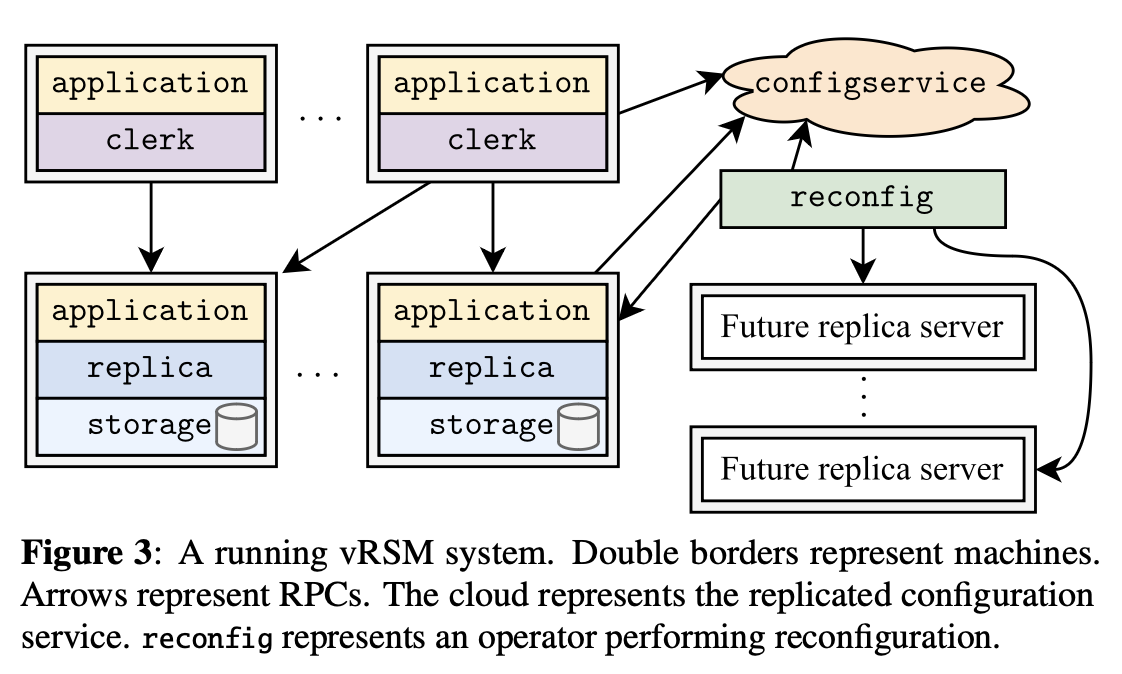 application
clerk
. . .
application
clerk
configservice
reconfig
application
replica
storage
. . .
application
replica
storage
Future replica server
.
.
.
Future replica server
Figure 3: A running vRSM system. Double borders represent machines.
Arrows represent RPCs. The cloud represents the replicated configuration
service. reconfig represents an operator performing reconfiguration.